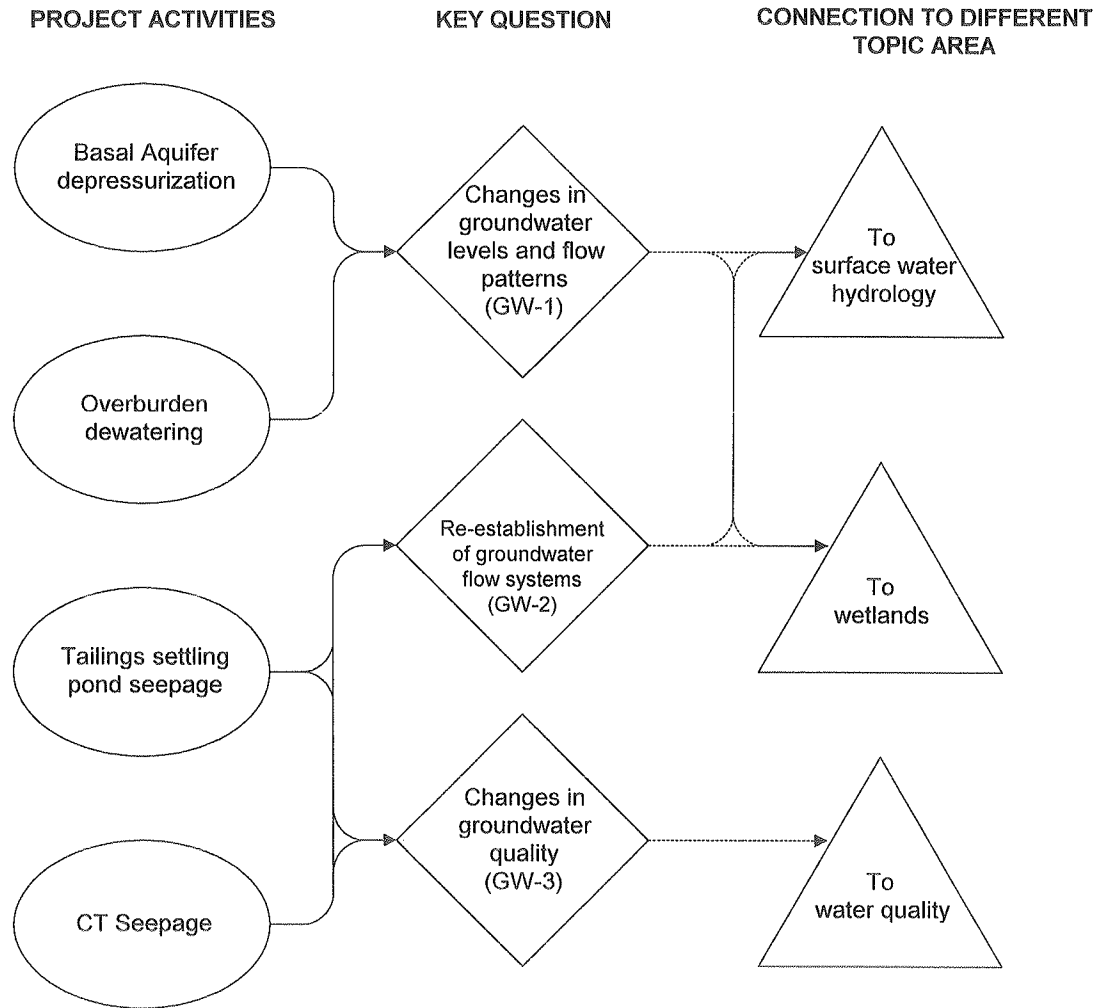 PROJECT ACTIVITIES
KEY QUESTION
CONNECTION TO DIFFERENT
TOPIC AREA
Basal Aquifer
depressurization
Changes in
groundwater
levels and flow
patterns
(GW-1)
To
surface water
hydrology
Overburden
dewatering
Re-establishment
of groundwater
flow systems
(GW-2)
To
wetlands
Tailings settling
pond seepage
Changes in
groundwater
quality
(GW-3)
To
water quality
CT Seepage